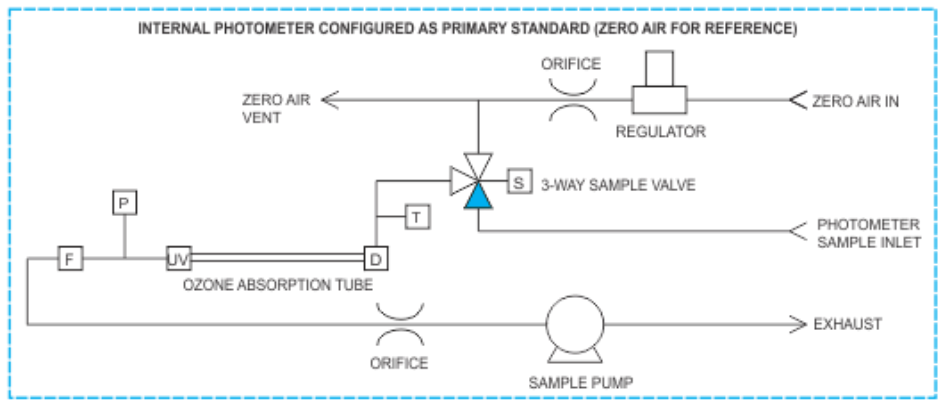 INTERNAL PHOTOMETER CONFIGURED AS PRIMARY STANDARD (ZERO AIR FOR REFERENCE)
ORIFICE
ZERO AIR
VENT
ZERO AIR IN
REGULATOR
S
3-WAY SAMPLE VALVE
P
T
PHOTOMETER
SAMPLE INLET
F
UV
D
OZONE ABSORPTION TUBE
EXHAUST
ORIFICE
SAMPLE PUMP